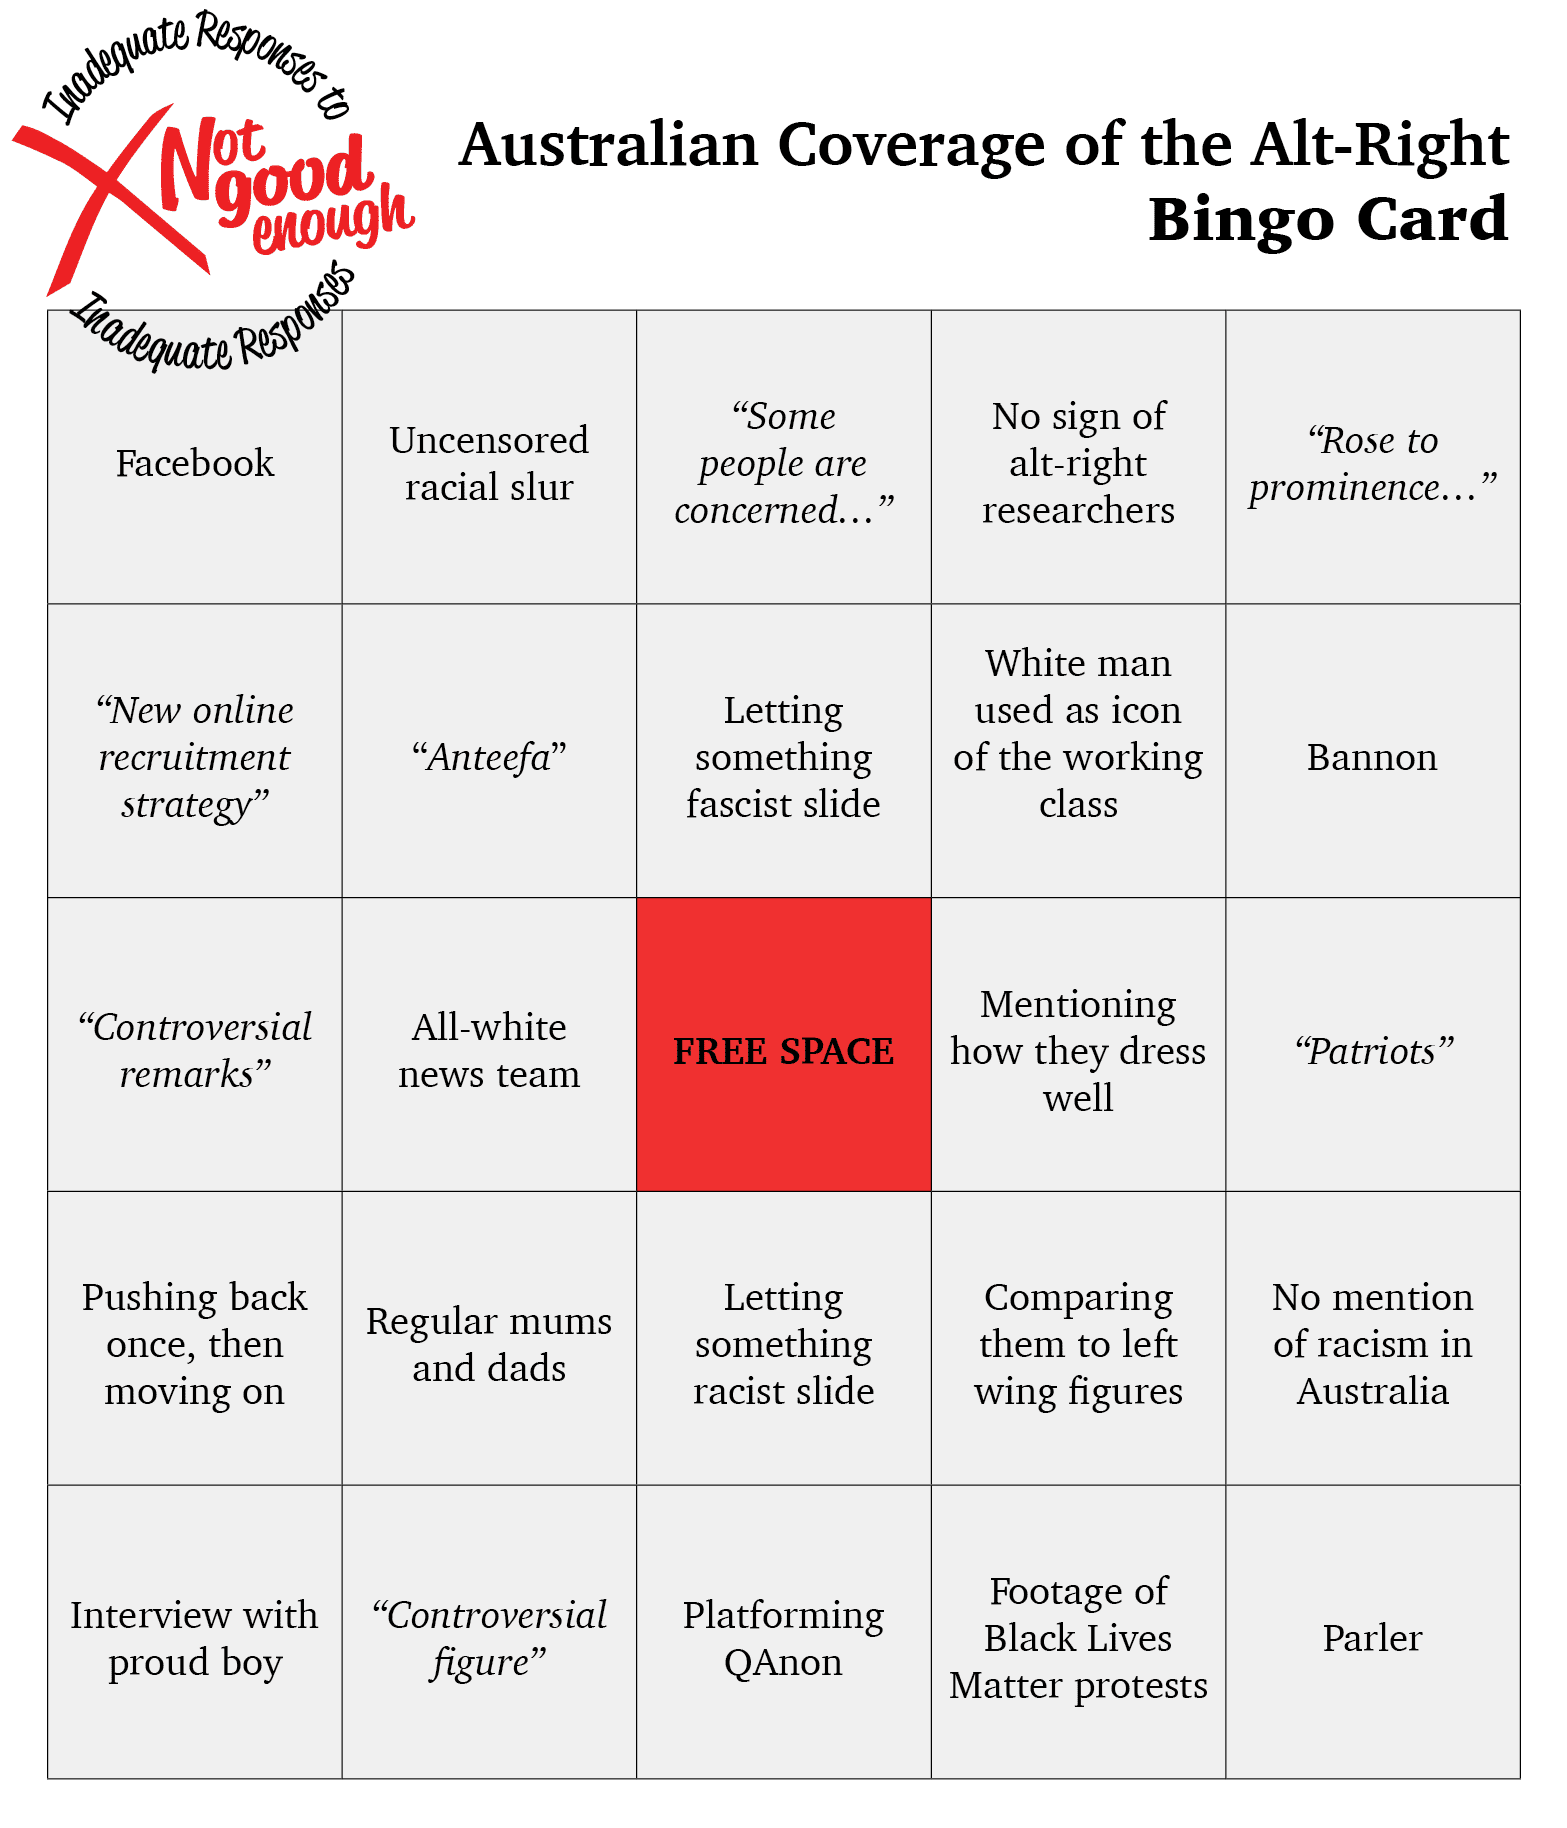 Inadequate Responses to
Not
good
enough
Inadequate Responses
Australian Coverage of the Alt-Right
Bingo Card
Facebook
Uncensored
racial slur
“Some
people are
concerned…”
No sign of
alt-right
researchers
“Rose to
prominence…”
“New online
recruitment
strategy”
“Anteefa”
Letting
something
fascist slide
White man
used as icon
of the working
class
Bannon
“Controversial
remarks”
All-white
news team
FREE SPACE
Mentioning
how they dress
well
“Patriots”
Pushing back
once, then
moving on
Regular mums
and dads
Letting
something
racist slide
Comparing
them to left
wing figures
No mention
of racism in
Australia
Interview with
proud boy
“Controversial
figure”
Platforming
QAnon
Footage of
Black Lives
Matter protests
Parler